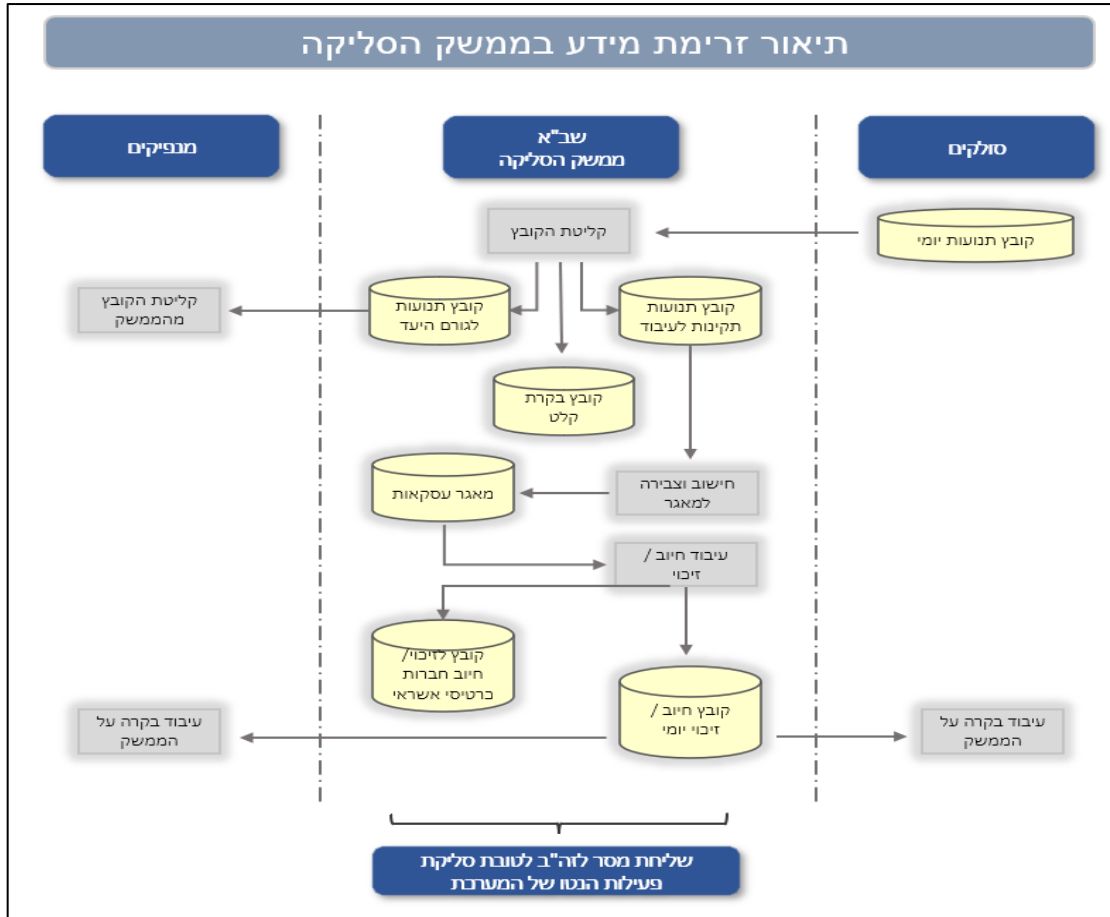 תיאור זרימת מידע בממשק הסליקה
סולקים
שב"א
ממשק הסליקה
מנפיקים
קובץ תנועות יומי
קליטת הקובץ
קובץ תנועות
תקינות לעיבוד
קובץ תנועות
לגורם היעד
קליטת הקובץ
מהממשק
קובץ בקרת
קלט
חישוב וצבירה
למאגר
מאגר עסקאות
עיבוד חיוב /
זיכוי
קובץ לזיכוי/
חיוב חברות
כרטיסי אשראי
קובץ חיוב /
זיכוי יומי
עיבוד בקרה על
הממשק
עיבוד בקרה על
הממשק
שליחת מסר לזה"ב לטובת סליקת
פעילות הנטו של המערכת